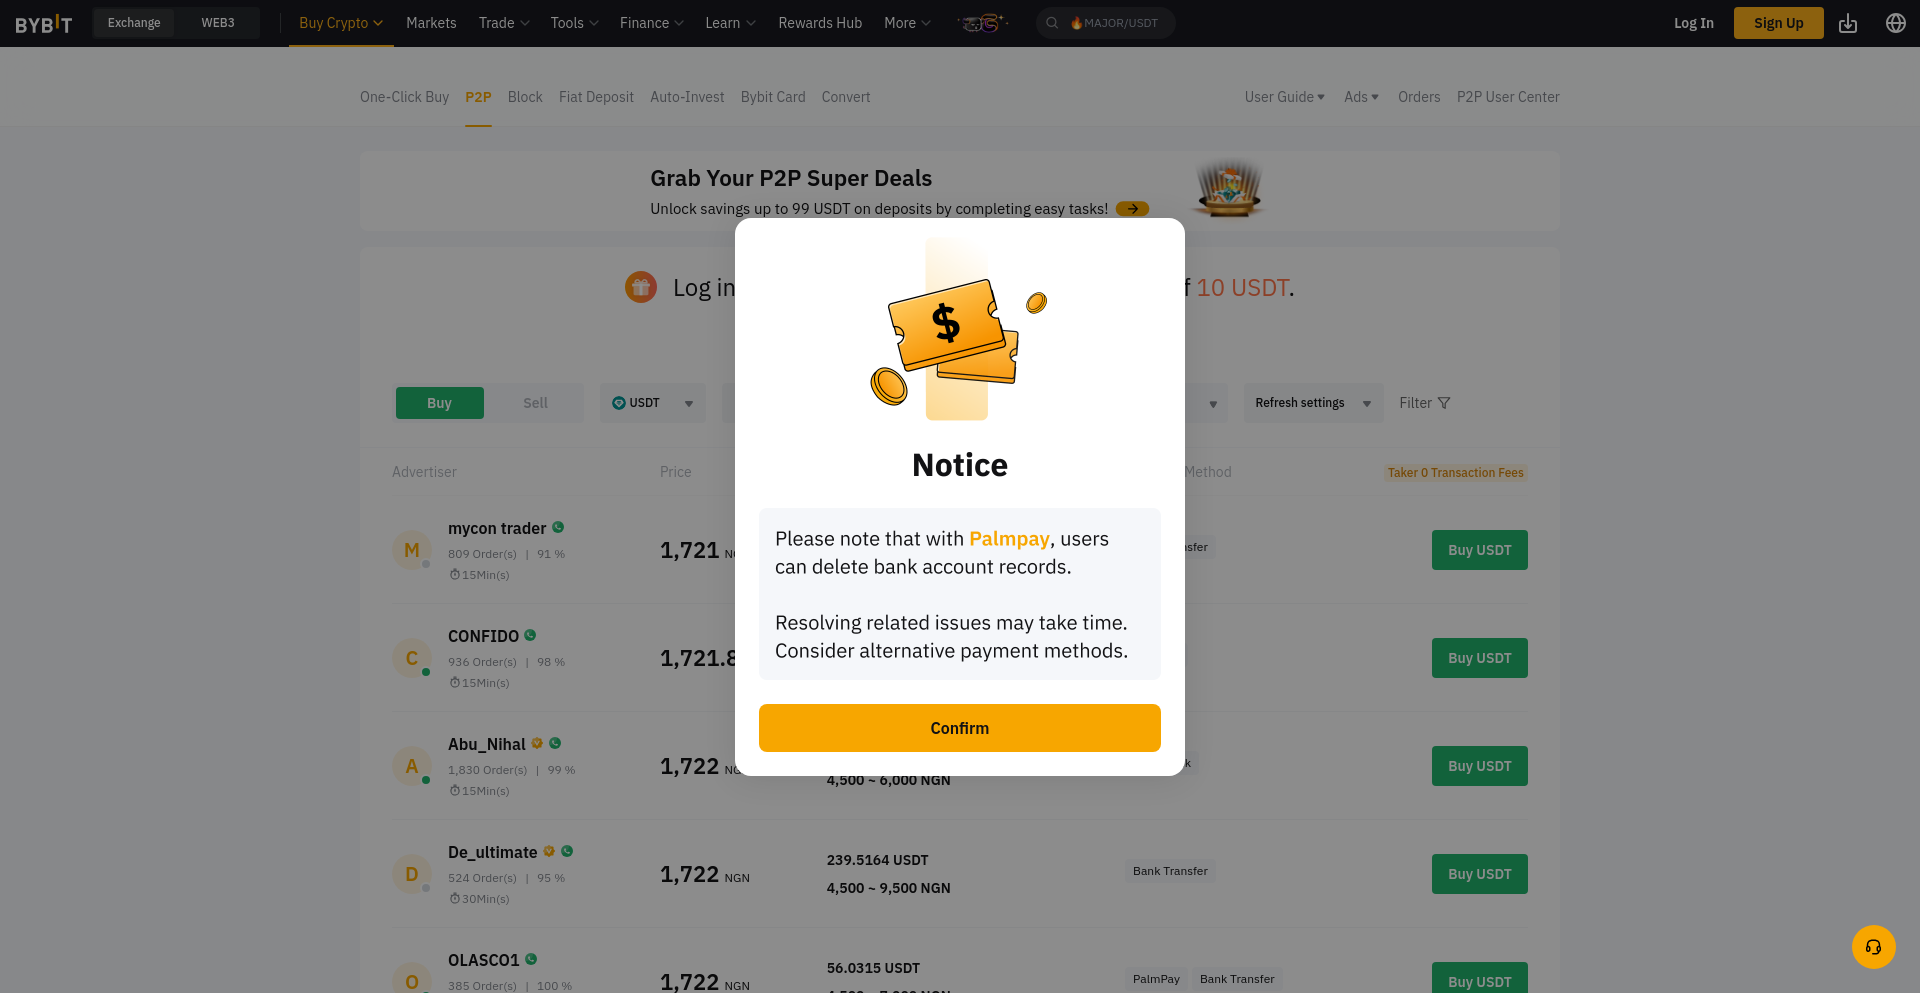 BYBIT Exchange WEB3 Buy Crypto Markets Trade Tools Finance Learn Rewards Hub More MAJOR/USDT Log In Sign Up
One-Click Buy P2P Block Fiat Deposit Auto-Invest Bybit Card Convert User Guide Ads Orders P2P User Center
Grab Your P2P Super Deals
Unlock savings up to 99 USDT on deposits by completing easy tasks!
Log in 10 USDT.
$
Buy Sell USDT Refresh settings Filter
Notice
Advertiser Price Method Taker 0 Transaction Fees
Please note that with Palmpay, users
can delete bank account records.
Resolving related issues may take time.
Consider alternative payment methods.
Confirm
M mycon trader
809 Order(s) | 91 %
15Min(s)
1,721
Buy USDT
C CONFIDO
936 Order(s) | 98 %
15Min(s)
1,721.8
Buy USDT
A Abu_Nihal
1,830 Order(s) | 99 %
15Min(s)
1,722
4,500 ~ 6,000 NGN
Buy USDT
D De_ultimate
524 Order(s) | 95 %
30Min(s)
1,722 NGN
239.5164 USDT
4,500 ~ 9,500 NGN
Bank Transfer
Buy USDT
O OLASCO1
385 Order(s) | 100 %
1,722 NGN
56.0315 USDT
PalmPay Bank Transfer
Buy USDT